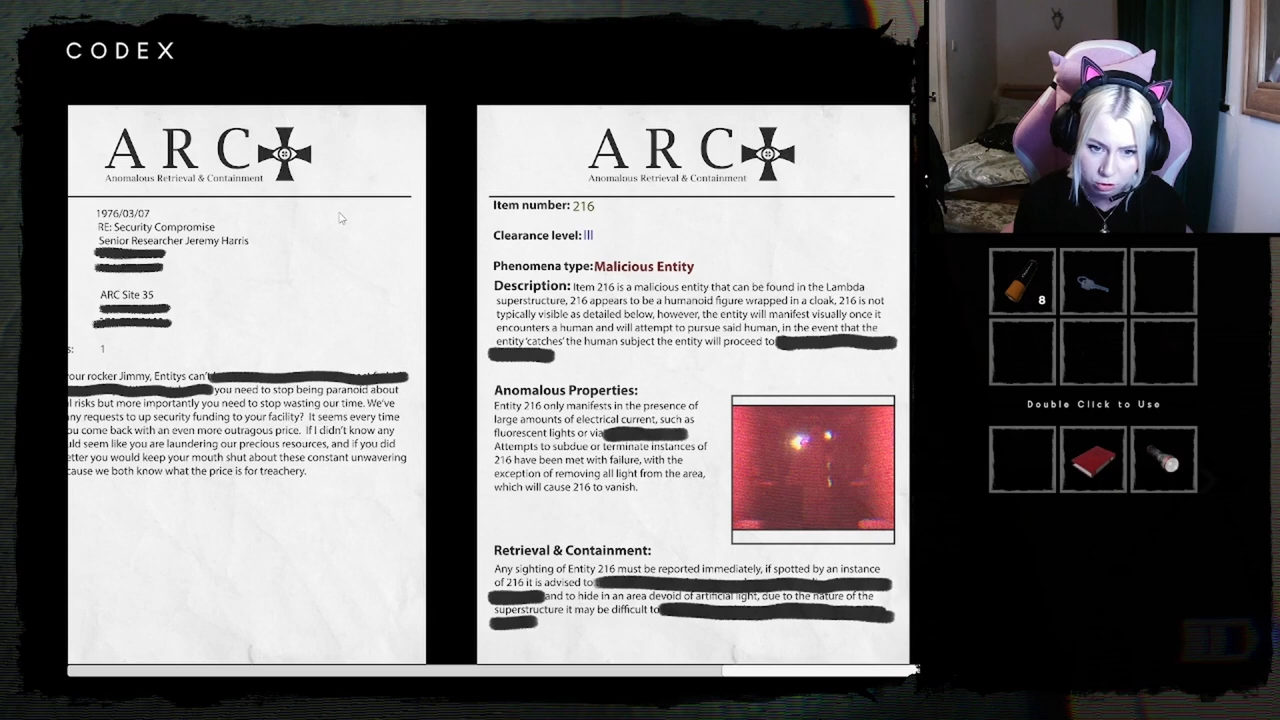 CODEX
ARC
Anomalous Retrieval & Containment
1976/03/07
RE: Security Compromise
Senior Researcher Jeremy Harris
ARC Site 35
s: 1
your rocker Jimmy, Entitys can't
you need to stop being paranoid about
l risks but more importantly you need to stop wasting our time. We've
any requests to up security funding to your facility? It seems every time
ou come back with an even more outragous price. If I didn't know any
uld seem like you are laundering our precious resources, and if you did
etter you would keep your mouth shut about these constant unwavering
cause we both know what the price is for treachery.
ARC
Anomalous Retrieval & Containment
Item number: 216
Clearance level: III
Phenomena type: Malicious Entity
Description: Item 216 is a malicious entity that can be found in the Lambda
superstructure, 216 appears to be a humanoid figure wrapped in a cloak, 216 is not
typically visible as detailed below, however, the entity will manifest visually once it
encounters a human and will attempt to pursue said human, in the event that the
entity 'catches' the human subject the entity will proceed to
Anomalous Properties:
Entity 216 only manifests in the presence of
large amounts of electrical current, such as
fluorescent lights or via
Attempts to subdue or terminate instances of
216 have been met with failure, with the
exception of removing all light from the area,
which will cause 216 to vanish.
Retrieval & Containment:
Any sighting of Entity 216 must be reported immediately, if spotted by an instance
of 216 it is advised to
and to hide in an area devoid of artificial light, due to the nature of the
superstructure it may be difficult to
8
Double Click to Use